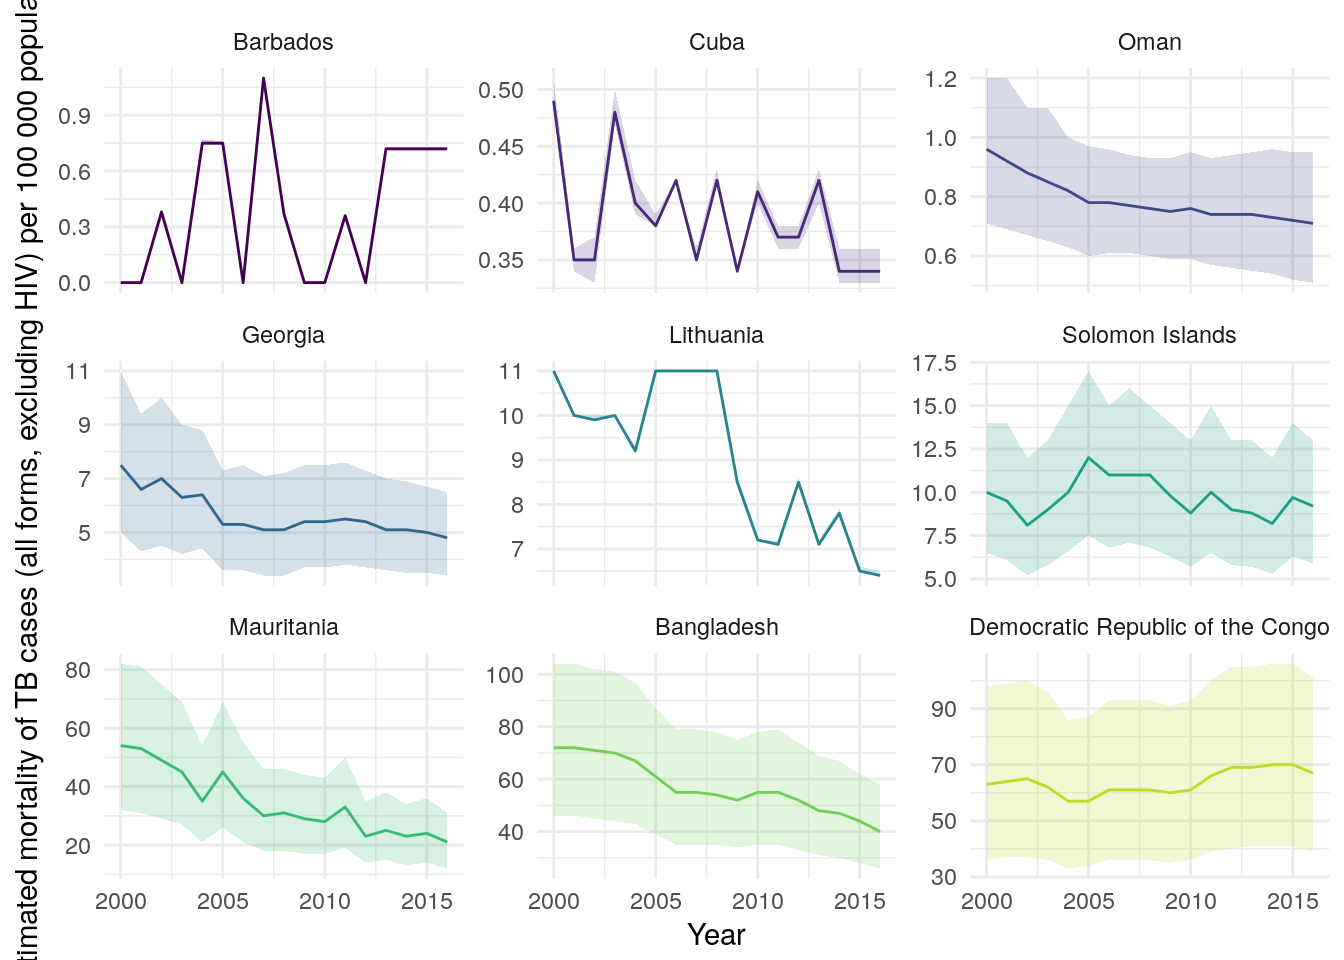 timated mortality of TB cases (all forms, excluding HIV) per 100 000 popula
Barbados
0.9
0.6
0.3
0.0
Cuba
0.50
0.45
0.40
0.35
Oman
1.2
1.0
0.8
0.6
Georgia
11
9
7
5
Lithuania
11
10
9
8
7
Solomon Islands
17.5
15.0
12.5
10.0
7.5
5.0
Mauritania
80
60
40
20
2000 2005 2010 2015
Bangladesh
100
80
60
40
2000 2005 2010 2015
Democratic Republic of the Congo
90
70
50
30
2000 2005 2010 2015
Year